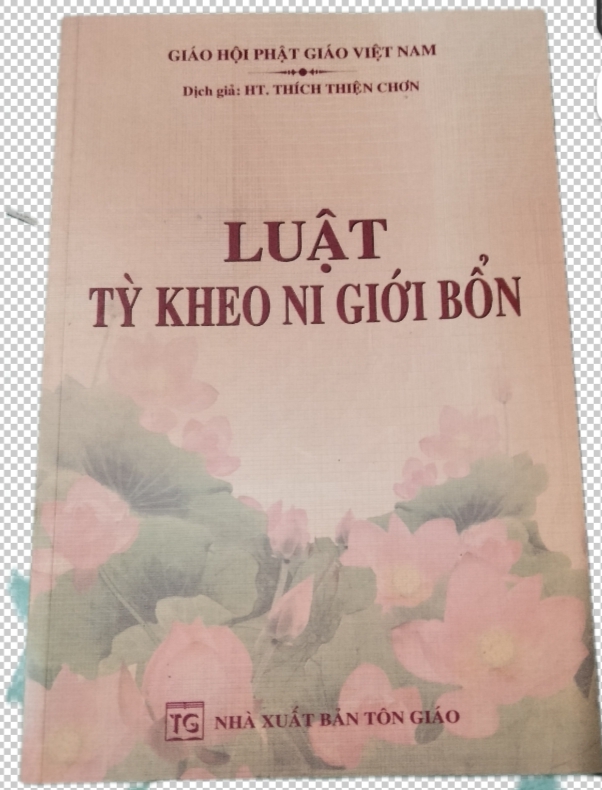 GIÁO HỘI PHẬT GIÁO VIỆT NAM
Dịch giả: HT. THÍCH THIỆN CHƠN
LUẬT
TỲ KHEO NI GIỚI BỔN
TG NHÀ XUẤT BẢN TÔN GIÁO